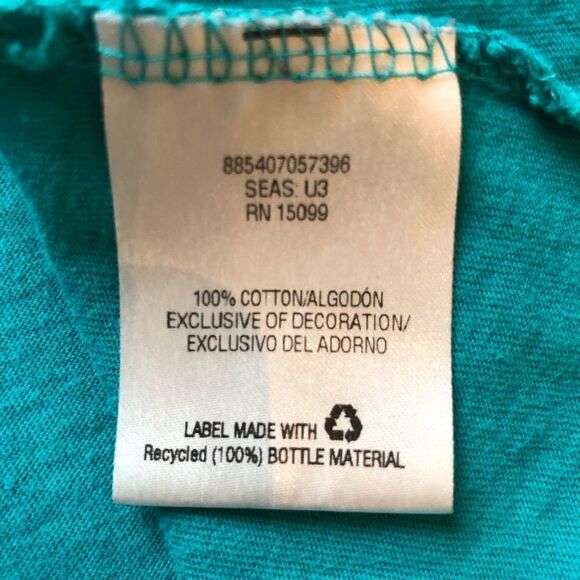 885407057396
SEAS: U3
RN 15099
100% COTTON/ALGODÓN
EXCLUSIVE OF DECORATION/
EXCLUSIVO DEL ADORNO
LABEL MADE WITH
Recycled (100%) BOTTLE MATERIAL